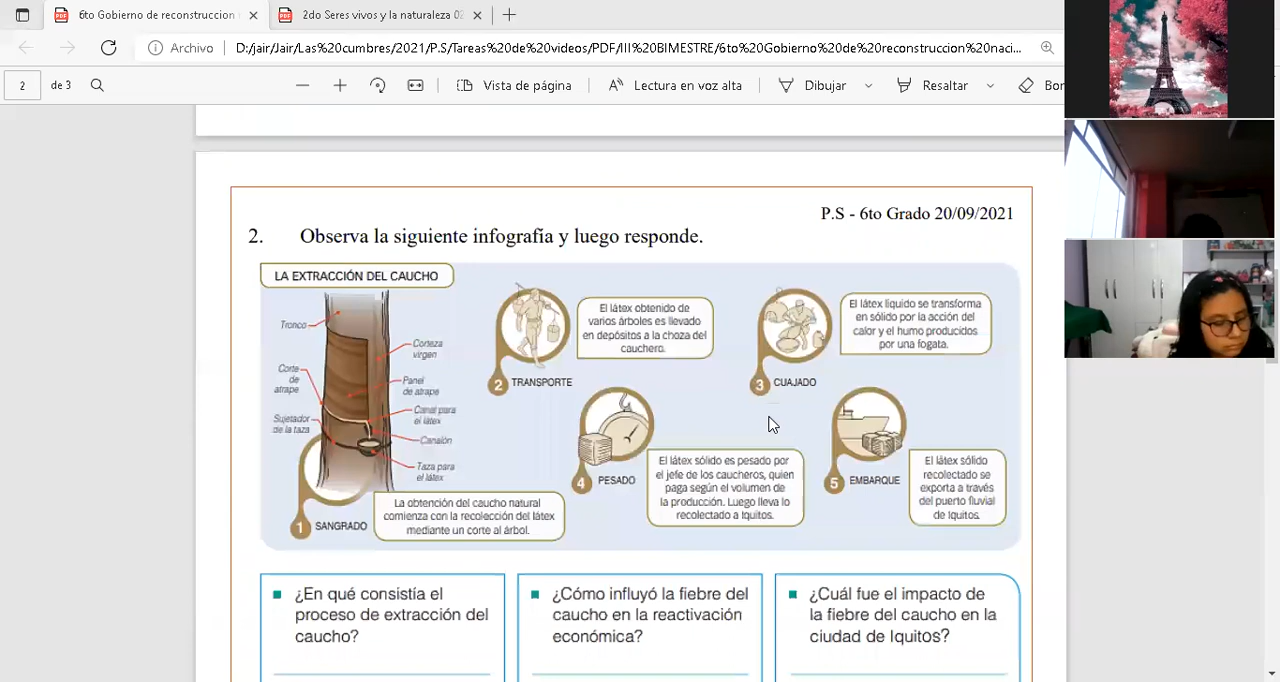 6to Gobierno de reconstruccion
2do Seres vivos y la naturaleza 02
Archivo
D:/jair/Jair/Las%20cumbres/2021/P.S/Tareas%20de%20videos/PDF/III%20BIMESTRE/6to%20Gobierno%20de%20reconstruccion%20naci...
2
de 3
Vista de página
Lectura en voz alta
Dibujar
Resaltar
Bor
P.S - 6to Grado 20/09/2021
2. Observa la siguiente infografía y luego responde.
LA EXTRACCIÓN DEL CAUCHO
Tronco
Corte
de
atrape
Sujetador
de la taza
Corteza
virgen
Panel
de atrape
Canal para
el látex
Canalón
Taza para
el látex
1 SANGRADO
La obtención del caucho natural
comienza con la recolección del látex
mediante un corte al árbol.
2 TRANSPORTE
El látex obtenido de
varios árboles es llevado
en depósitos a la choza del
cauchero.
3 CUAJADO
El látex líquido se transforma
en sólido por la acción del
calor y el humo producidos
por una fogata.
4 PESADO
El látex sólido es pesado por
el jefe de los caucheros, quien
paga según el volumen de
la producción. Luego lleva lo
recolectado a Iquitos.
5 EMBARQUE
El látex sólido
recolectado se
exporta a través
del puerto fluvial
de Iquitos.
¿En qué consistía el
proceso de extracción del
caucho?
¿Cómo influyó la fiebre del
caucho en la reactivación
económica?
¿Cuál fue el impacto de
la fiebre del caucho en la
ciudad de Iquitos?